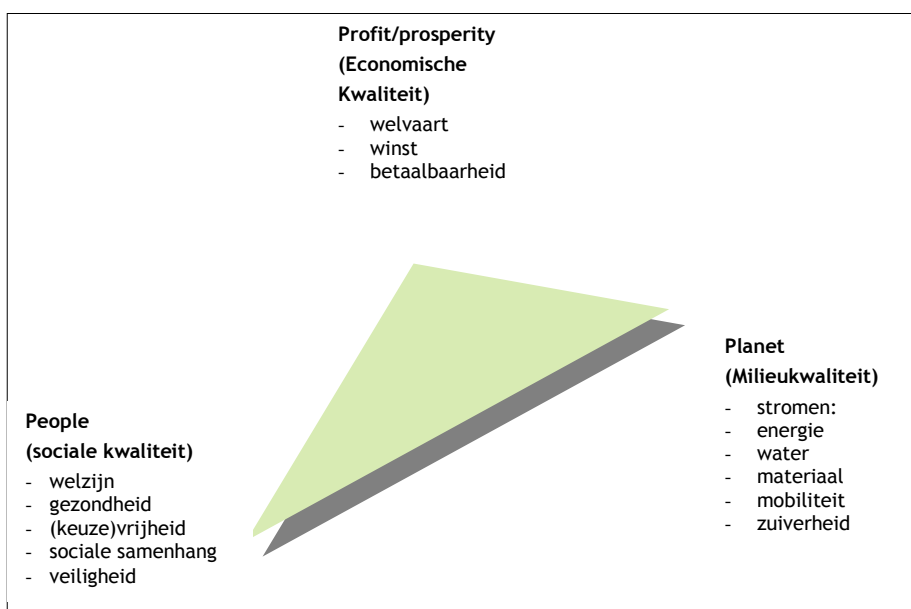 Profit/prosperity
(Economische
Kwaliteit)
- welvaart
- winst
- betaalbaarheid
Planet
(Milieukwaliteit)
- stromen:
- energie
- water
- materiaal
- mobiliteit
- zuiverheid
People
(sociale kwaliteit)
- welzijn
- gezondheid
- (keuze)vrijheid
- sociale samenhang
- veiligheid